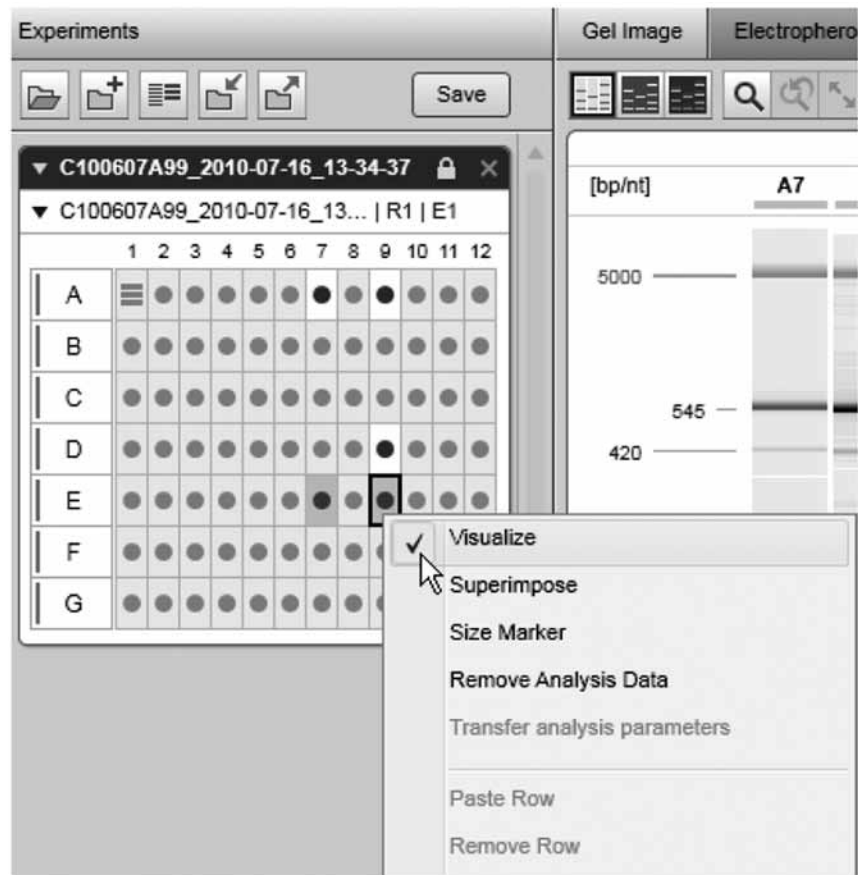 Experiments
Save
C100607A99_2010-07-16_13-34-37
C100607A99_2010-07-16_13... | R1 | E1
1 2 3 4 5 6 7 8 9 10 11 12
A
B
C
D
E
F
G
Gel Image
Electrophero
[bp/nt]
A7
5000
545
420
Visualize
Superimpose
Size Marker
Remove Analysis Data
Transfer analysis parameters
Paste Row
Remove Row